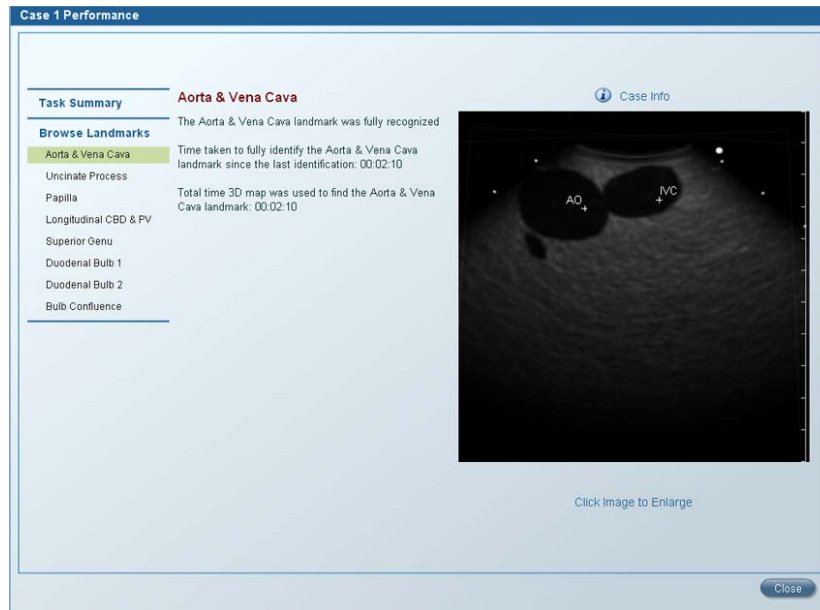 Case 1 Performance
Task Summary
Browse Landmarks
Aorta & Vena Cava
Uncinate Process
Papilla
Longitudinal CBD & PV
Superior Genu
Duodenal Bulb 1
Duodenal Bulb 2
Bulb Confluence
Aorta & Vena Cava
The Aorta & Vena Cava landmark was fully recognized
Time taken to fully identify the Aorta & Vena Cava
landmark since the last identification: 00:02:10
Total time 3D map was used to find the Aorta & Vena
Cava landmark: 00:02:10
i Case Info
AO
IVC
Click Image to Enlarge
Close